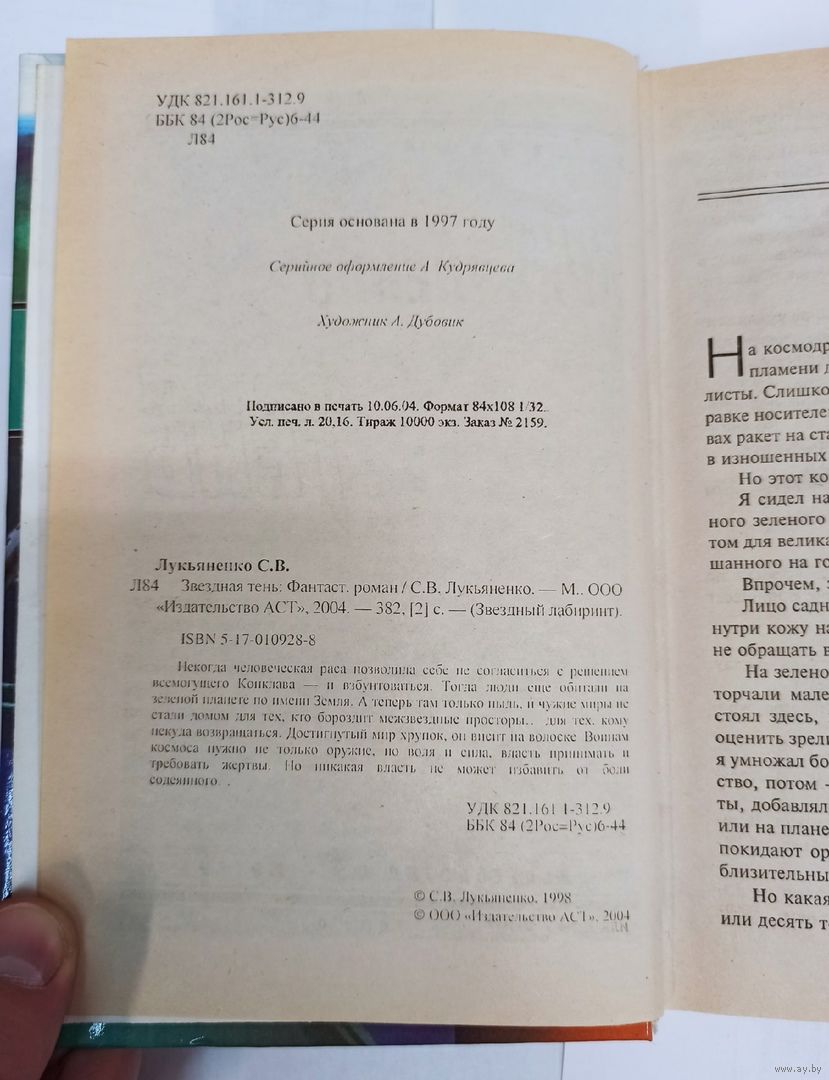 УДК 821.161.1-312.9
ББК 84 (2Рос=Рус)6-44
Л84
Серия основана в 1997 году
Серийное оформление А Кудрявцева
Художник А. Дубовик
Подписано в печать 10.06.04. Формат 84х108 1/32.
Усл. печ. л. 20,16. Тираж 10000 экз. Заказ № 2159.
Лукьяненко С.В.
Л84 Звездная тень: Фантаст. роман / С.В. Лукьяненко. — М.. ООО
«Издательство АСТ», 2004. — 382, [2] с. — (Звездный лабиринт).
ISBN 5-17-010928-8
Некогда человеческая раса позволила себе не согласиться с решением
всемогущего Конклава — и взбунтоваться. Тогда люди еще обитали на
зеленой планете по имени Земля. А теперь там только пыль, и чужие миры не
стали домом для тех, кто бороздит межзвездные просторы.. для тех, кому
некуда возвращаться. Достигнутый мир хрупок, он висит на волоске. Воинам
космоса нужно не только оружие, но воля и сила, власть принимать и
требовать жертвы. Но никакая власть не может избавить от боли
содеянного. .
УДК 821.161 1-312.9
ББК 84 (2Рос=Рус)6-44
© С.В. Лукьяненко, 1998
© ООО «Издательство АСТ», 2004
На космодр
пламени л
листы. Слишко
равке носителе
вах ракет на ста
в изношенных
Но этот ко
Я сидел на
ного зеленого
том для велика
шанного на го
Впрочем, з
Лицо садн
нутри кожу на
не обращать в
На зелено
торчали мале
стоял здесь,
оценить зрели
я умножал бо
ство, потом -
ты, добавлял
или на плане
покидают ор
близительны
Но какая
или десять т
www.ay.by